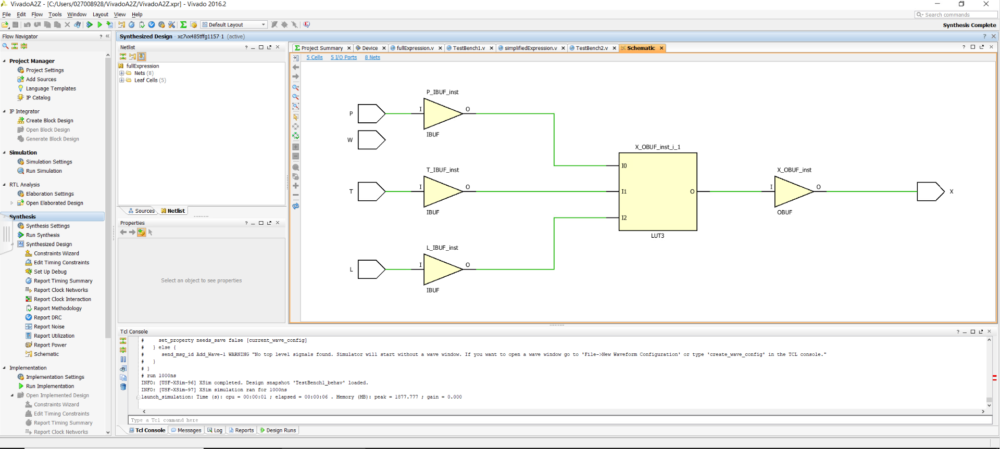 VivadoA2Z - [C:/Users/027008928/VivadoA2Z/VivadoA2Z.xpr] - Vivado 2016.2
File Edit Flow Tools Window Layout View Help
Search commands
Default Layout
Synthesis Complete
Flow Navigator
Project Manager
Project Settings
Add Sources
Language Templates
IP Catalog
IP Integrator
Create Block Design
Open Block Design
Generate Block Design
Simulation
Simulation Settings
Run Simulation
RTL Analysis
Elaboration Settings
Open Elaborated Design
Synthesis
Synthesis Settings
Run Synthesis
Synthesized Design
Constraints Wizard
Edit Timing Constraints
Set Up Debug
Report Timing Summary
Report Clock Networks
Report Clock Interaction
Report Methodology
Report DRC
Report Noise
Report Utilization
Report Power
Schematic
Implementation
Implementation Settings
Run Implementation
Open Implemented Design
Constraints Wizard
Edit Timing Constraints
Report Timing Summary
Report Clock Networks
Synthesized Design - xc7vx485tffg1157-1 (active)
Netlist
fullExpression
Nets (8)
Leaf Cells (5)
Sources Netlist
Properties
Select an object to see properties
Project Summary Device fullExpression.v TestBench1.v simplifiedExpression.v TestBench2.v Schematic
5 Cells 5 I/O Ports 8 Nets
P_IBUF_inst
P I O
IBUF
W
X_OBUF_inst_i_1
I0
T_IBUF_inst
T I O
IBUF
I1 O
I2
LUT3
X_OBUF_inst
I O X
OBUF
L_IBUF_inst
L I O
IBUF
Tcl Console
# set_property needs_save false [current_wave_config]
# } else {
# send_msg_id Add_Wave-1 WARNING "No top level signals found. Simulator will start without a wave window. If you want to open a wave window go to 'File->New Waveform Configuration' or type 'create_wave_config' in the TCL console."
# }
# }
# run 1000ns
INFO: [USF-XSim-96] XSim completed. Design snapshot 'TestBench1_behav' loaded.
INFO: [USF-XSim-97] XSim simulation ran for 1000ns
launch_simulation: Time (s): cpu = 00:00:01 ; elapsed = 00:00:06 . Memory (MB): peak = 1877.777 ; gain = 0.000
Type a Tcl command here
Tcl Console Messages Log Reports Design Runs